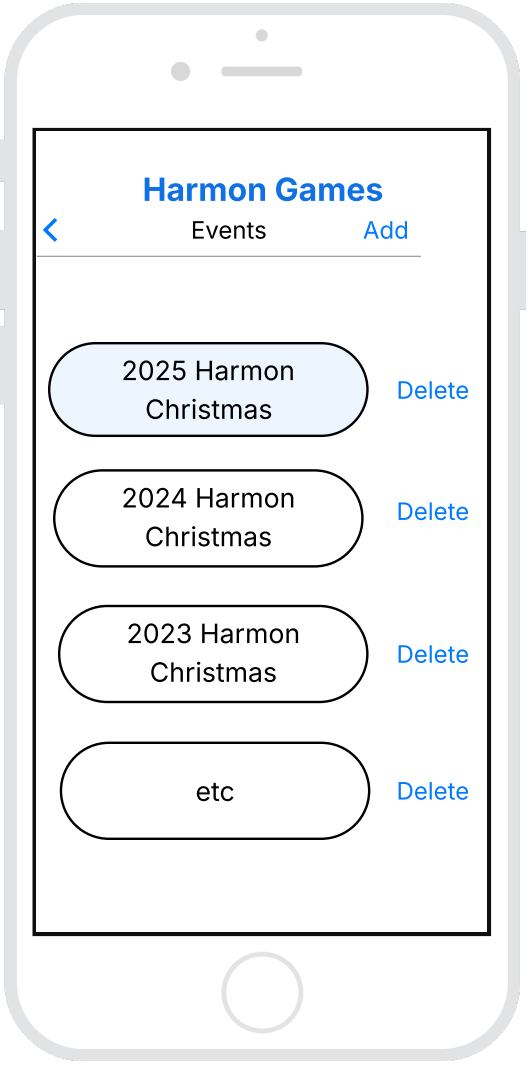 Harmon Games
Events Add
2025 Harmon
Christmas
Delete
2024 Harmon
Christmas
Delete
2023 Harmon
Christmas
Delete
etc
Delete